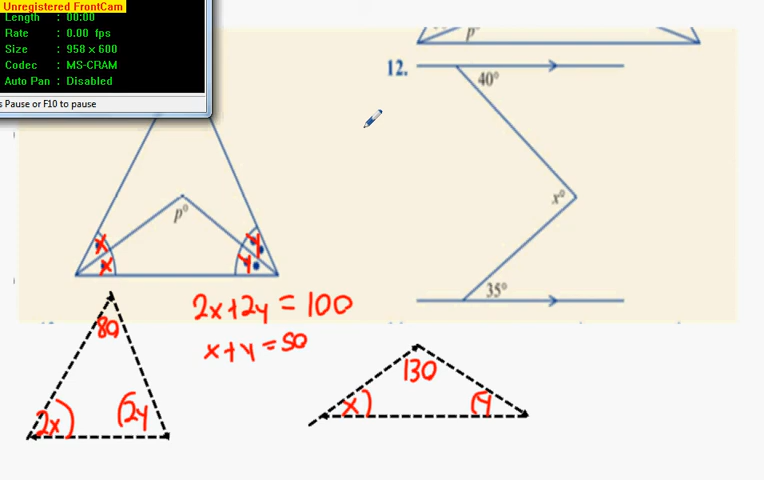 Unregistered FrontCam
Length : 00:00
Rate : 0.00 fps
Size : 958 x 600
Codec : MS-CRAM
Auto Pan : Disabled
s Pause or F10 to pause
p
12.
40°
x°
35°
p°
x
x
y
y
2x+2y=100
x+y=50
80
2x
2y
130
x
y